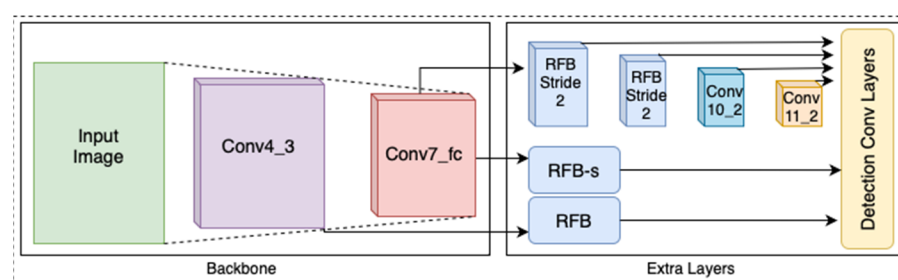 Input
Image
Conv4_3
Conv7_fc
RFB
Stride
2
RFB
Stride
2
Conv
10_2
Conv
11_2
RFB-s
RFB
Detection Conv Layers
Backbone
Extra Layers